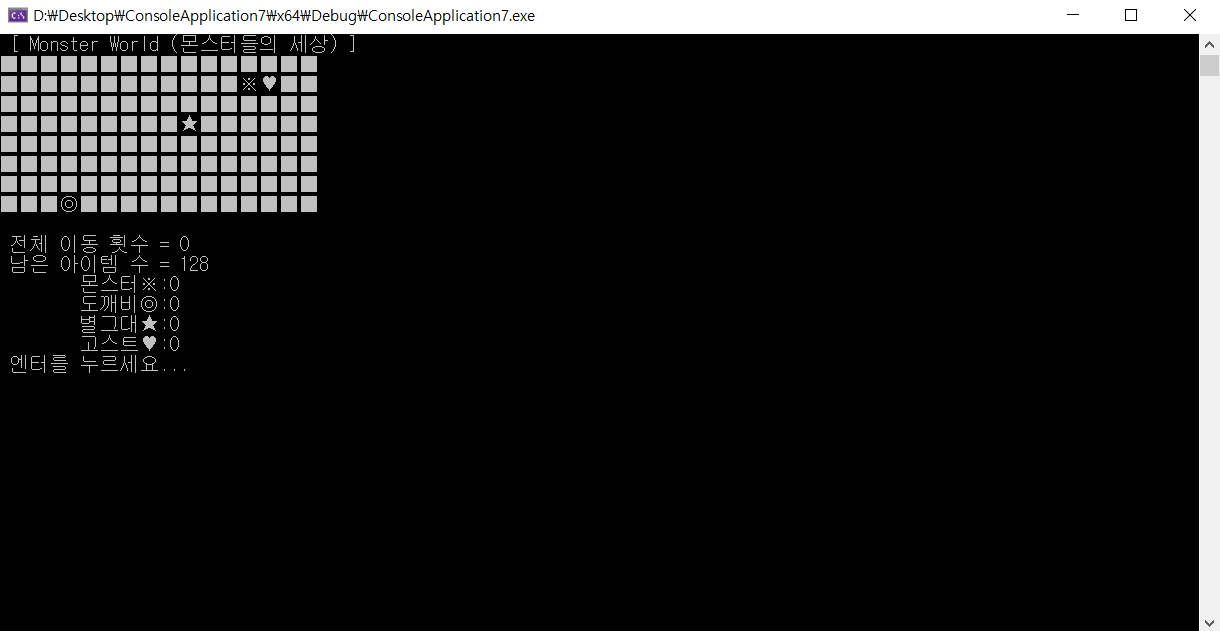 D:₩Desktop₩ConsoleApplication7₩x64₩Debug₩ConsoleApplication7.exe
[ Monster World (몬스터들의 세상) ]
■■■■■■■■■■■■■■■■
■■■■■■■■■■■■※♥■■
■■■■■■■■■■■■■■■■
■■■■■■■■■★■■■■■■
■■■■■■■■■■■■■■■■
■■■■■■■■■■■■■■■■
■■■■■■■■■■■■■■■■
■■■◎■■■■■■■■■■■■
전체 이동 횟수 = 0
남은 아이템 수 = 128
몬스터※:0
도깨비◎:0
별그대★:0
고스트♥:0
엔터를 누르세요...